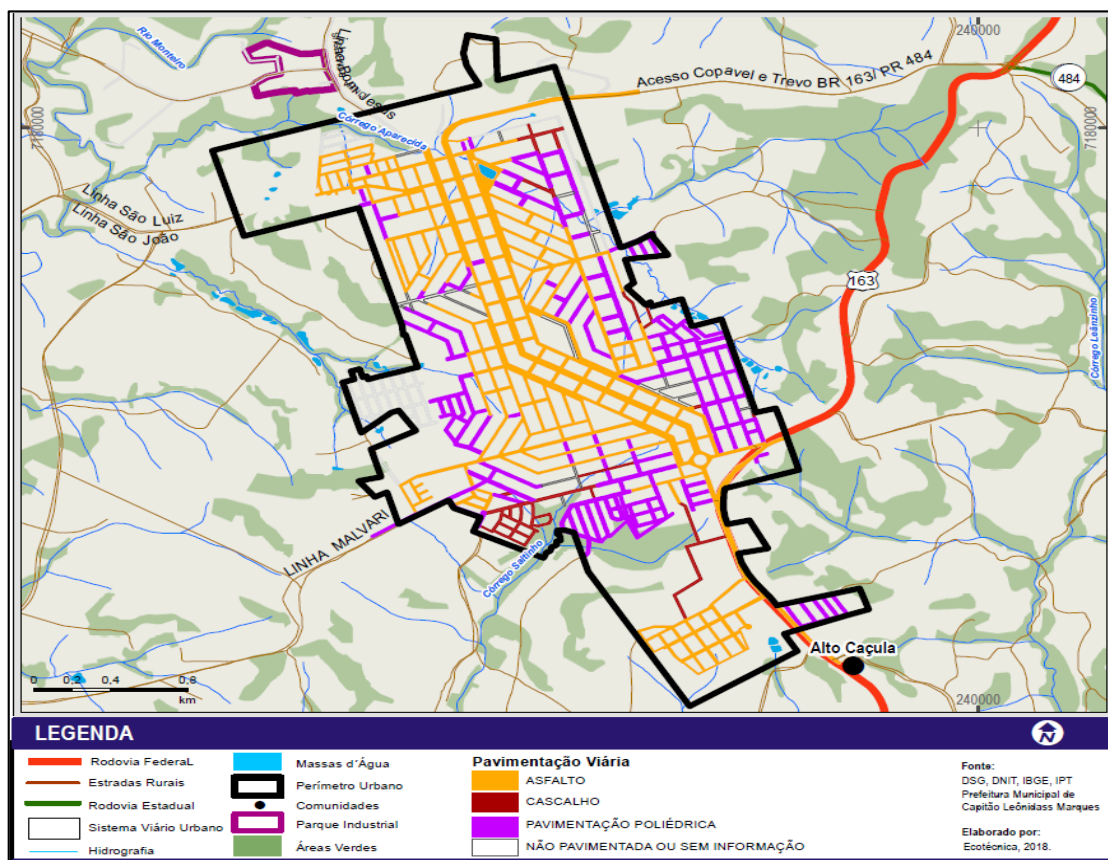 240000
Rio Monteiro
Linha Bom Jesus
Acesso Copavel e Trevo BR 163/ PR 484
484
7180000
7180000
Córrego Aparecida
Linha São Luiz
Linha São João
163
Córrego Leãozinho
LINHA MALVARI
Córrego Saltinho
Alto Caçula
0 0,2 0,4 0,8
km
240000
LEGENDA
N
Rodovia FederaL
Estradas Rurais
Rodovia Estadual
Sistema Viário Urbano
Hidrografia
Massas d´Água
Perímetro Urbano
Comunidades
Parque Industrial
Áreas Verdes
Pavimentação Viária
ASFALTO
CASCALHO
PAVIMENTAÇÃO POLIÉDRICA
NÃO PAVIMENTADA OU SEM INFORMAÇÃO
Fonte:
DSG, DNIT, IBGE, IPT
Prefeitura Municipal de
Capitão Leônidass Marques
Elaborado por:
Ecotécnica, 2018.